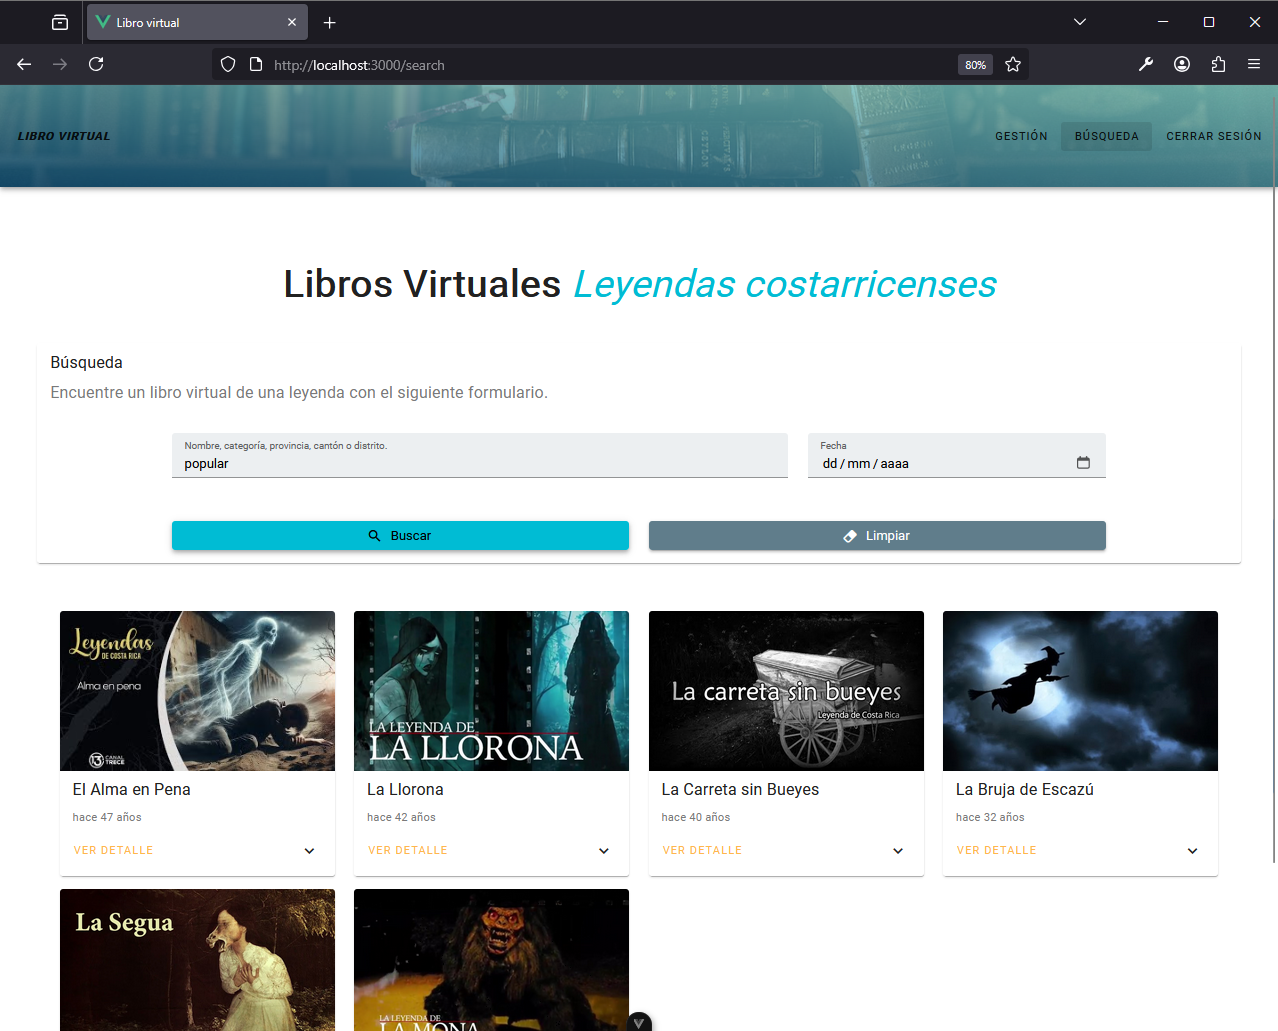 Libro virtual
http://localhost:3000/search
80%
LIBRO VIRTUAL
GESTIÓN
BÚSQUEDA
CERRAR SESIÓN
Libros Virtuales Leyendas costarricenses
Búsqueda
Encuentre un libro virtual de una leyenda con el siguiente formulario.
Nombre, categoría, provincia, cantón o distrito.
popular
Fecha
dd/mm/aaaa
Buscar
Limpiar
Leyendas
DE COSTA RICA
Alma en pena
13 CANAL
TRECE
El Alma en Pena
hace 47 años
VER DETALLE
LA LEYENDA DE
LA LLORONA
La Llorona
hace 42 años
VER DETALLE
La carreta sin bueyes
Leyenda de Costa Rica
La Carreta sin Bueyes
hace 40 años
VER DETALLE
La Bruja de Escazú
hace 32 años
VER DETALLE
La Segua
LA LEYENDA DE
LA MONA